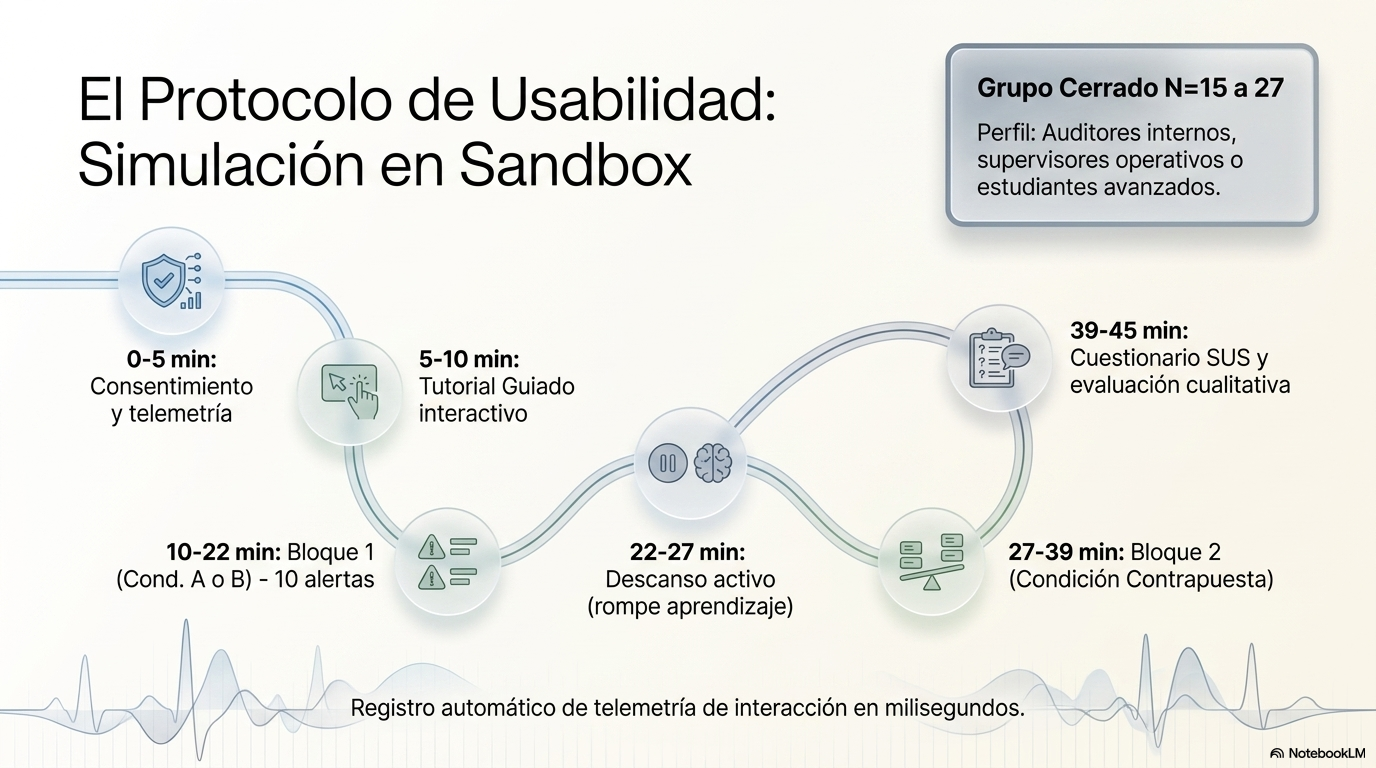 El Protocolo de Usabilidad:
Simulación en Sandbox
Grupo Cerrado N=15 a 27
Perfil: Auditores internos,
supervisores operativos o
estudiantes avanzados.
0-5 min:
Consentimiento
y telemetría
5-10 min:
Tutorial Guiado
interactivo
10-22 min: Bloque 1
(Cond. A o B) - 10 alertas
22-27 min:
Descanso activo
(rompe aprendizaje)
27-39 min: Bloque 2
(Condición Contrapuesta)
39-45 min:
Cuestionario SUS y
evaluación cualitativa
Registro automático de telemetría de interacción en milisegundos.
NotebookLM